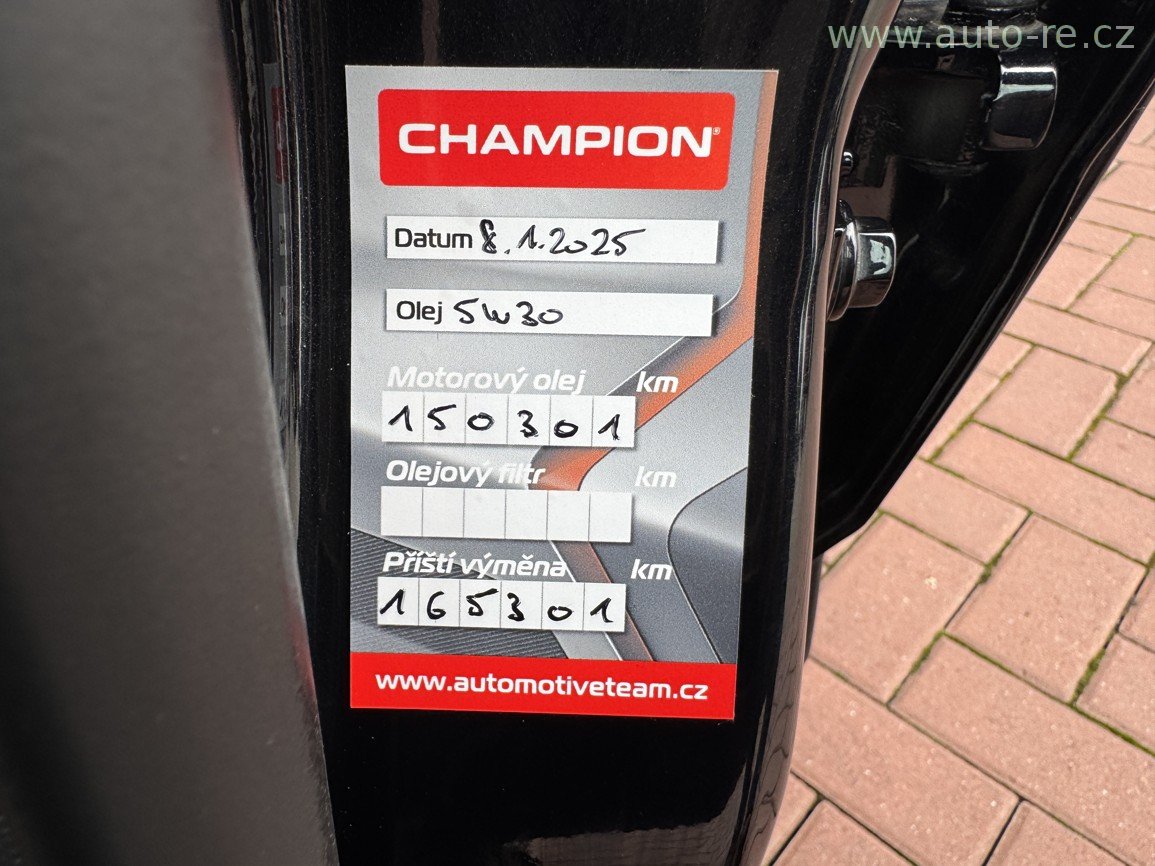 www.auto-re.cz
CHAMPION®
Datum 8.1.2025
Olej 5W30
Motorový olej km
150301
Olejový filtr km
Příští výměna km
165301
www.automotiveteam.cz